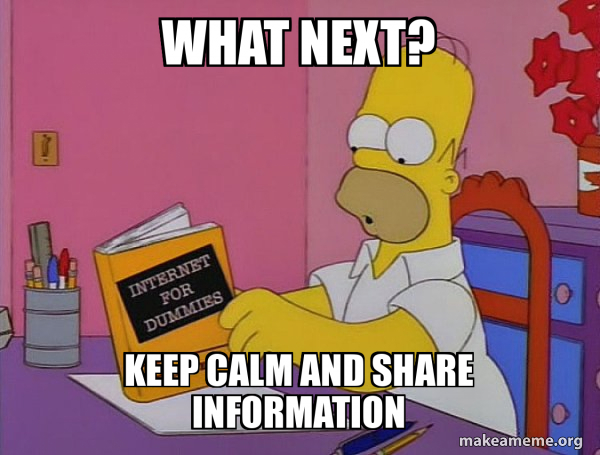 WHAT NEXT?
INTERNET
FOR
DUMMIES
KEEP CALM AND SHARE
INFORMATION
makeameme.org